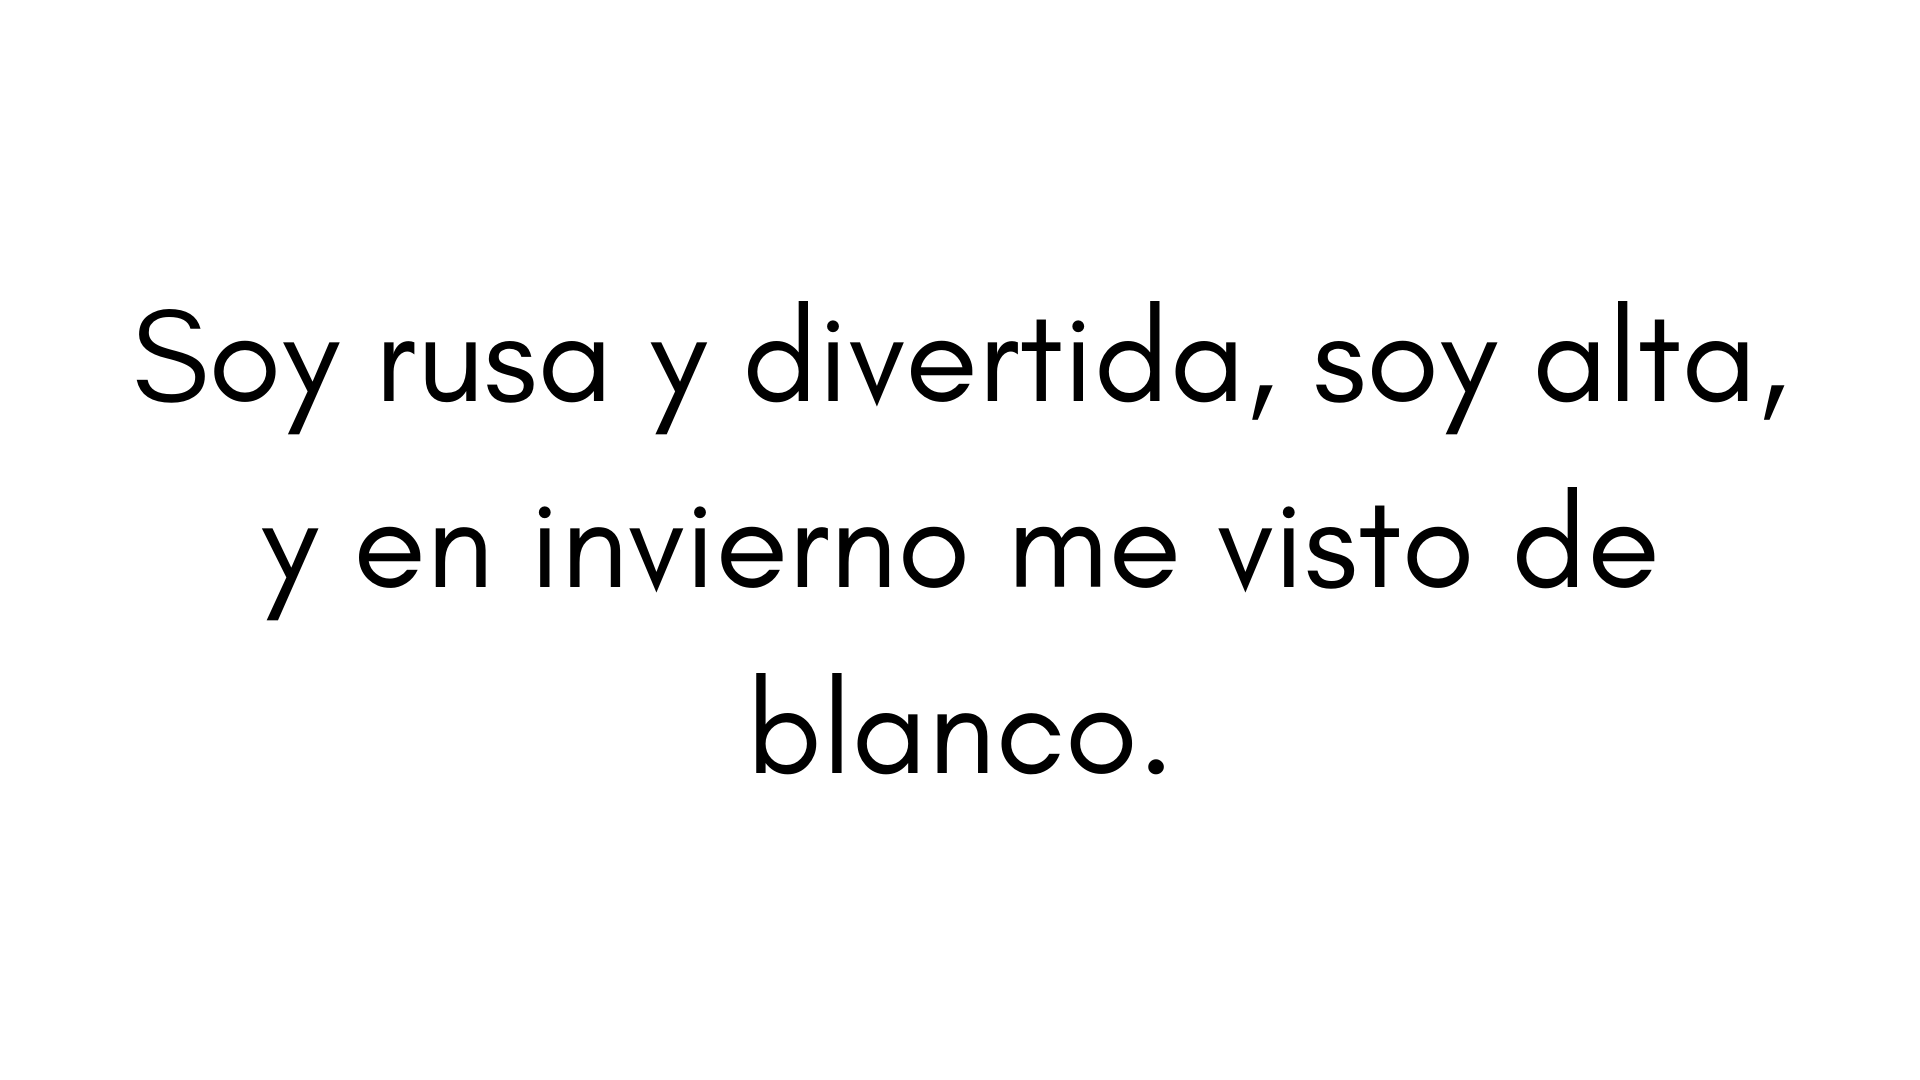 Soy rusa y divertida, soy alta,
y en invierno me visto de
blanco.